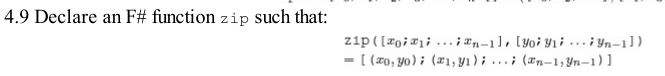 4.9 Declare an F# function zip such that:
zip([x₀;x₁; ...;xₙ₋₁], [y₀;y₁; ...;yₙ₋₁])
= [(x₀,y₀);(x₁,y₁); ...;(xₙ₋₁,yₙ₋₁)]